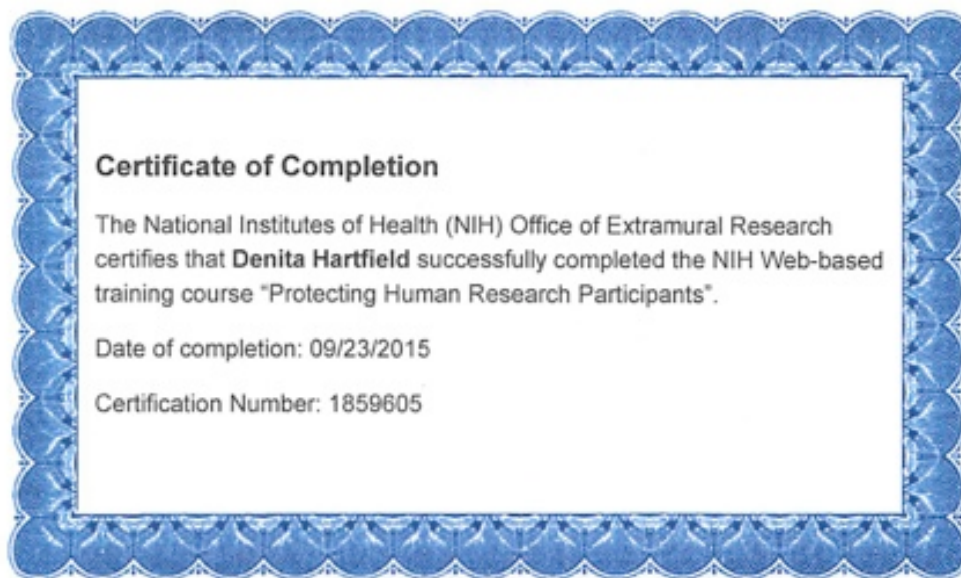 Certificate of Completion
The National Institutes of Health (NIH) Office of Extramural Research
certifies that Denita Hartfield successfully completed the NIH Web-based
training course “Protecting Human Research Participants”.
Date of completion: 09/23/2015
Certification Number: 1859605